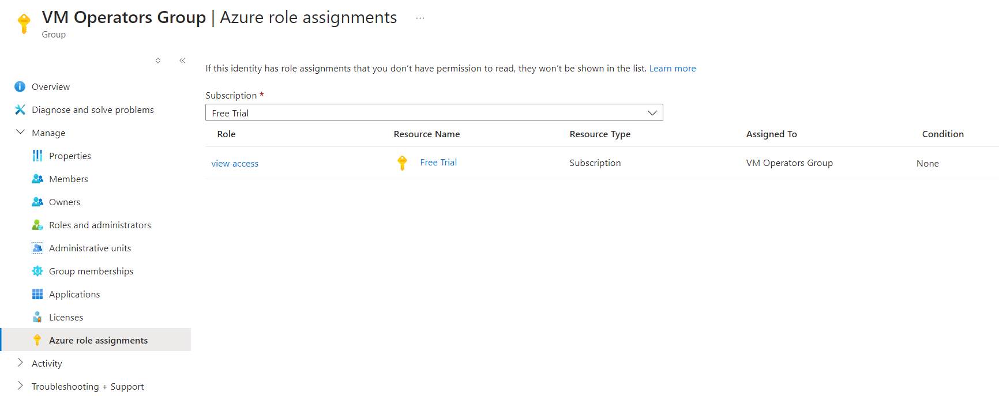 VM Operators Group | Azure role assignments ...
Group
Overview
Diagnose and solve problems
Manage
Properties
Members
Owners
Roles and administrators
Administrative units
Group memberships
Applications
Licenses
Azure role assignments
Activity
Troubleshooting + Support
If this identity has role assignments that you don't have permission to read, they won't be shown in the list. Learn more
Subscription *
Free Trial
Role Resource Name Resource Type Assigned To Condition
view access Free Trial Subscription VM Operators Group None